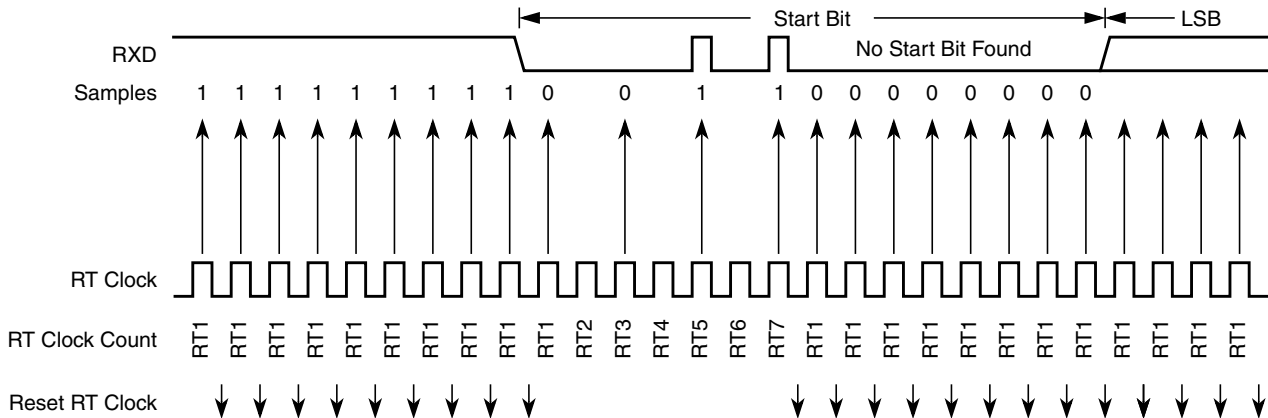 Start Bit LSB
RXD No Start Bit Found
Samples 1 1 1 1 1 1 1 1 1 0 0 1 1 0 0 0 0 0 0 0 0
RT Clock
RT Clock Count RT1 RT1 RT1 RT1 RT1 RT1 RT1 RT1 RT1 RT1 RT2 RT3 RT4 RT5 RT6 RT7 RT1 RT1 RT1 RT1 RT1 RT1 RT1 RT1 RT1 RT1 RT1 RT1
Reset RT Clock